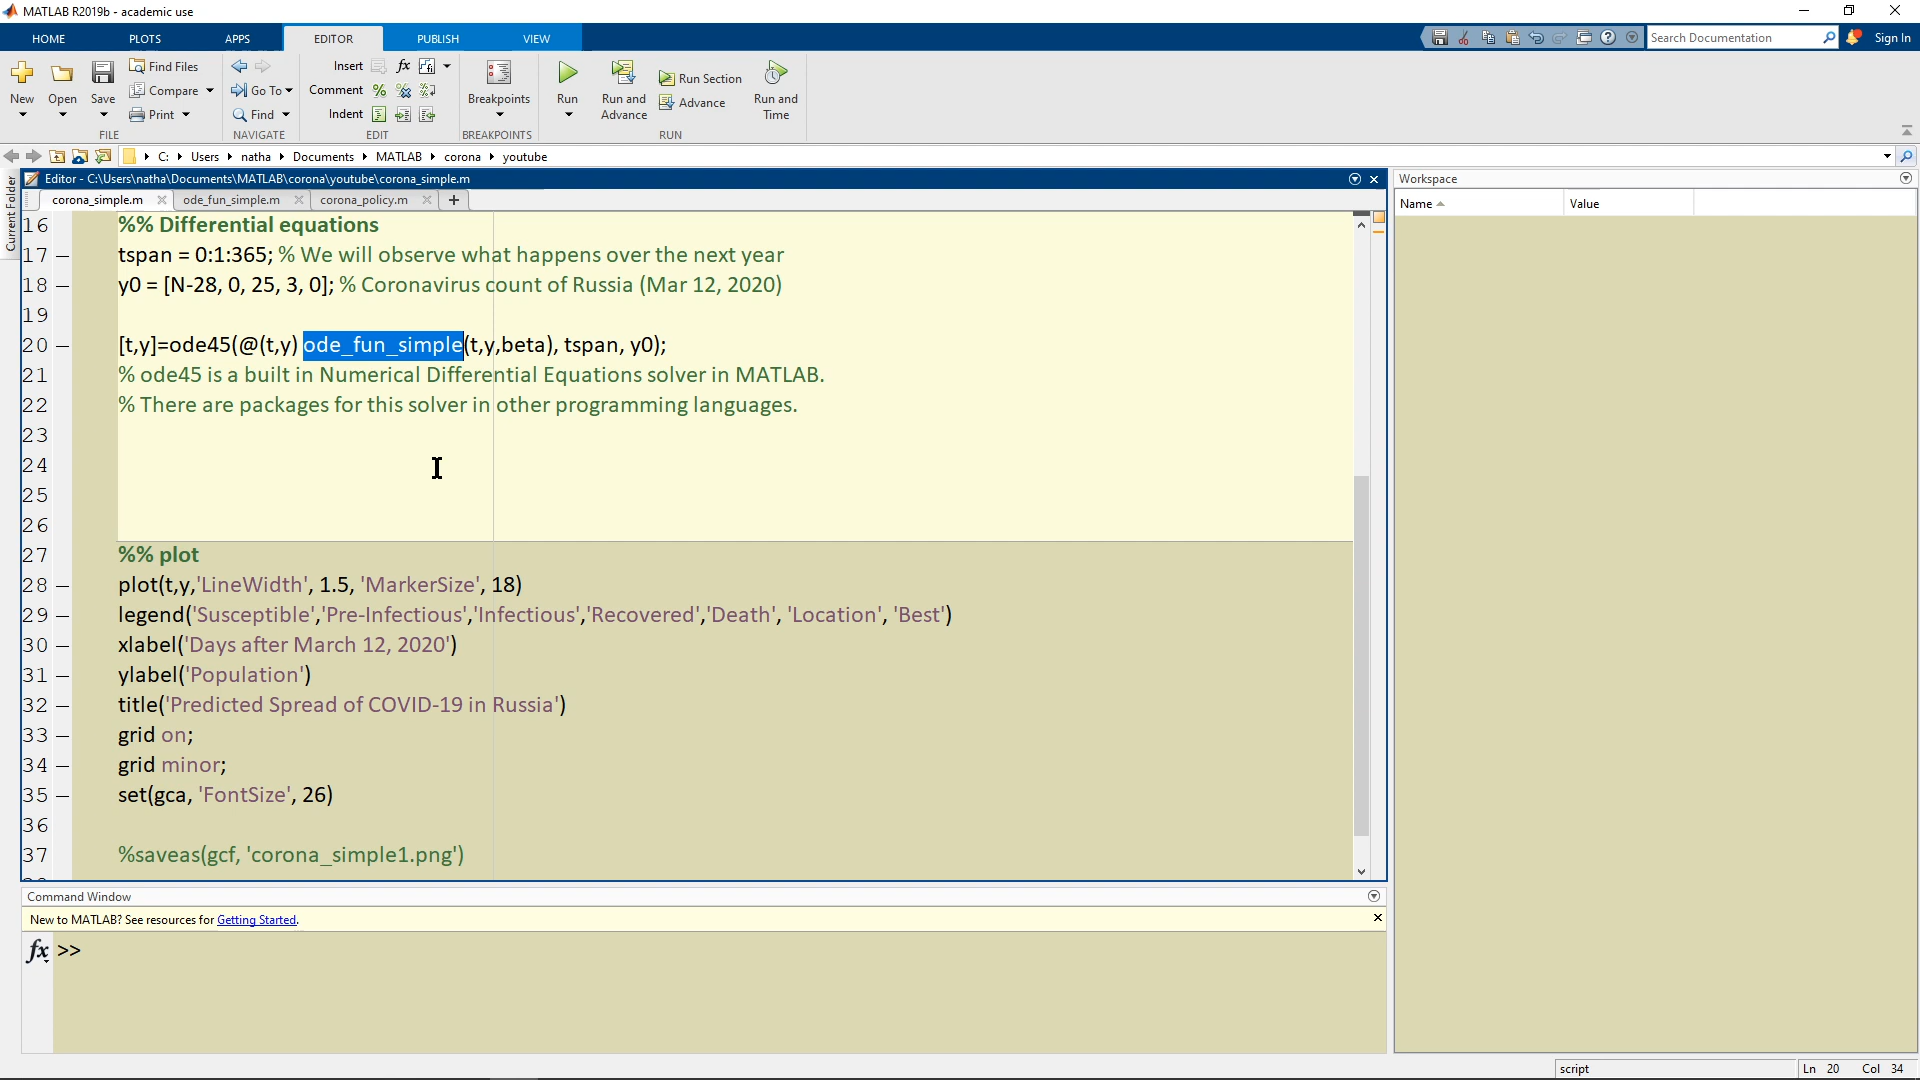 MATLAB R2019b - academic use
HOME PLOTS APPS EDITOR PUBLISH VIEW
Search Documentation
Sign In
New
Open
Save
Find Files
Compare
Print
FILE
Go To
Find
NAVIGATE
Insert
Comment
Indent
EDIT
Breakpoints
BREAKPOINTS
Run
Run and Advance
Run Section
Advance
Run and Time
RUN
C: Users natha Documents MATLAB corona youtube
Current Folder
Editor - C:\Users\natha\Documents\MATLAB\corona\youtube\corona_simple.m
corona_simple.m ode_fun_simple.m corona_policy.m +
16 %% Differential equations
17 – tspan = 0:1:365; % We will observe what happens over the next year
18 – y0 = [N-28, 0, 25, 3, 0]; % Coronavirus count of Russia (Mar 12, 2020)
19
20 – [t,y]=ode45(@(t,y) ode_fun_simple(t,y,beta), tspan, y0);
21 % ode45 is a built in Numerical Differential Equations solver in MATLAB.
22 % There are packages for this solver in other programming languages.
23
24
25
26
27 %% plot
28 – plot(t,y,'LineWidth', 1.5, 'MarkerSize', 18)
29 – legend('Susceptible','Pre-Infectious','Infectious','Recovered','Death', 'Location', 'Best')
30 – xlabel('Days after March 12, 2020')
31 – ylabel('Population')
32 – title('Predicted Spread of COVID-19 in Russia')
33 – grid on;
34 – grid minor;
35 – set(gca, 'FontSize', 26)
36
37 %saveas(gcf, 'corona_simple1.png')
Workspace
Name Value
Command Window
New to MATLAB? See resources for Getting Started.
fx >>
script
Ln 20 Col 34